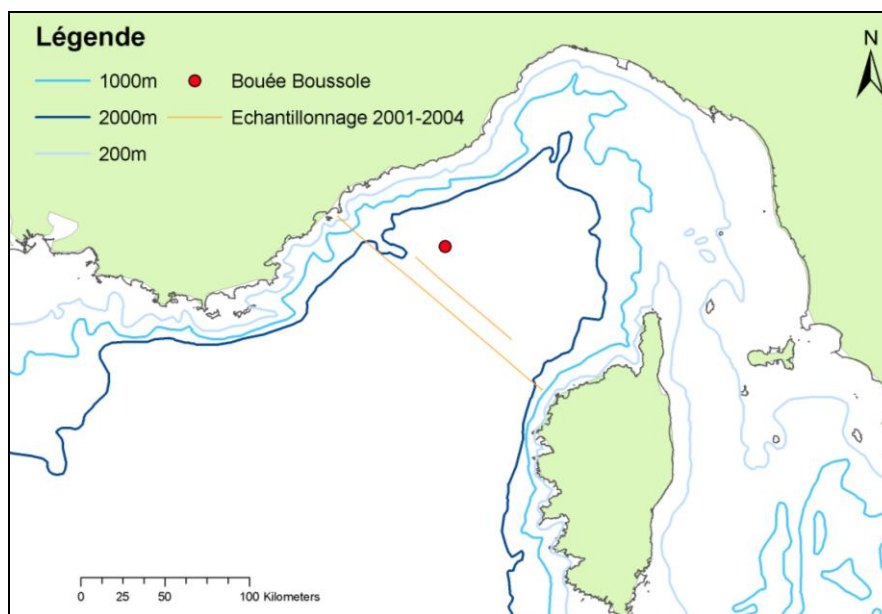 Légende
N
1000m
Bouée Boussole
2000m
Echantillonnage 2001-2004
200m
0 25 50 100 Kilometers